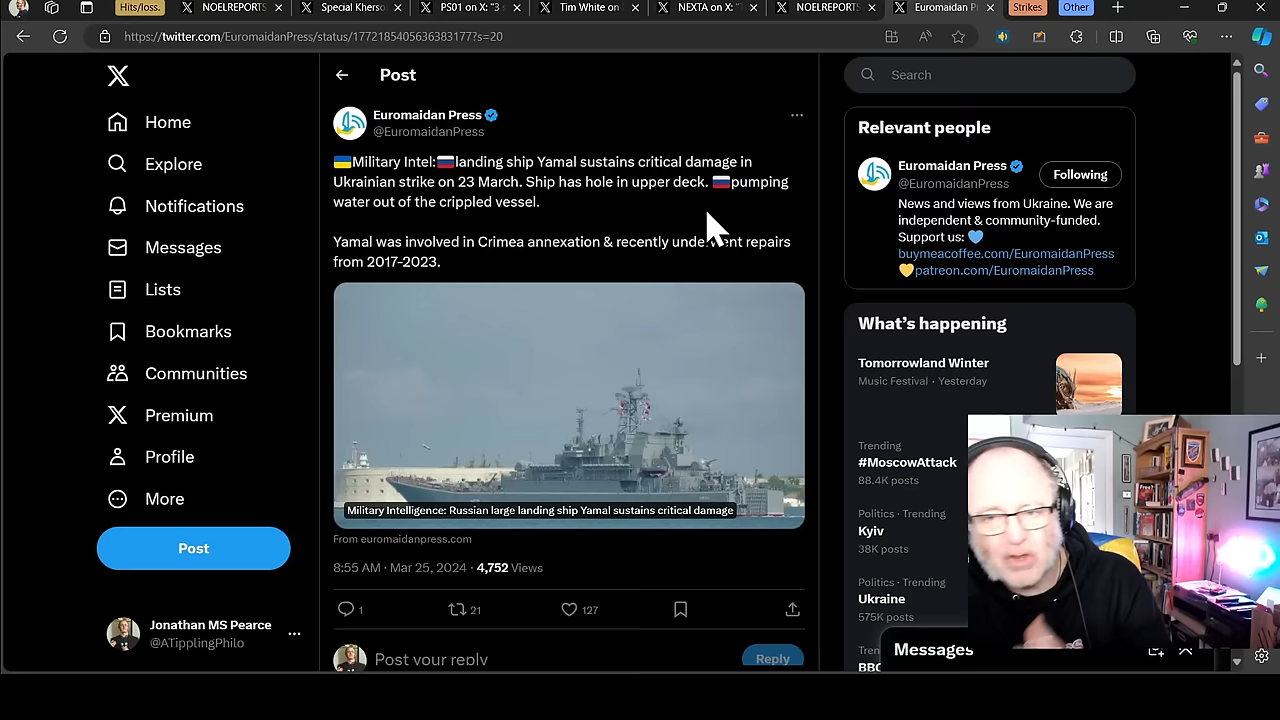 Hits/loss.
NOELREPORTS
Special Kherso
PS01 on X: "3 s
Tim White on
NEXTA on X: "
NOELREPORTS
Euromaidan P
Strikes
Other
https://twitter.com/EuromaidanPress/status/1772185405636383177?s=20
Post
Search
Home
Explore
Notifications
Messages
Lists
Bookmarks
Communities
Premium
Profile
More
Post
Jonathan MS Pearce
@ATipplingPhilo
Euromaidan Press
@EuromaidanPress
🇺🇦Military Intel:🇷🇺landing ship Yamal sustains critical damage in
Ukrainian strike on 23 March. Ship has hole in upper deck. 🇷🇺pumping
water out of the crippled vessel.
Yamal was involved in Crimea annexation & recently underwent repairs
from 2017-2023.
Military Intelligence: Russian large landing ship Yamal sustains critical damage
From euromaidanpress.com
8:55 AM · Mar 25, 2024 · 4,752 Views
1
21
127
Post your reply
Reply
Relevant people
Euromaidan Press
@EuromaidanPress
Following
News and views from Ukraine. We are
independent & community-funded.
Support us: 💙
buymeacoffee.com/EuromaidanPress
💛patreon.com/EuromaidanPress
What's happening
Tomorrowland Winter
Music Festival · Yesterday
Trending
#MoscowAttack
88.4K posts
Politics · Trending
Kyiv
38K posts
Politics · Trending
Ukraine
575K posts
Messages
Tren
BBC